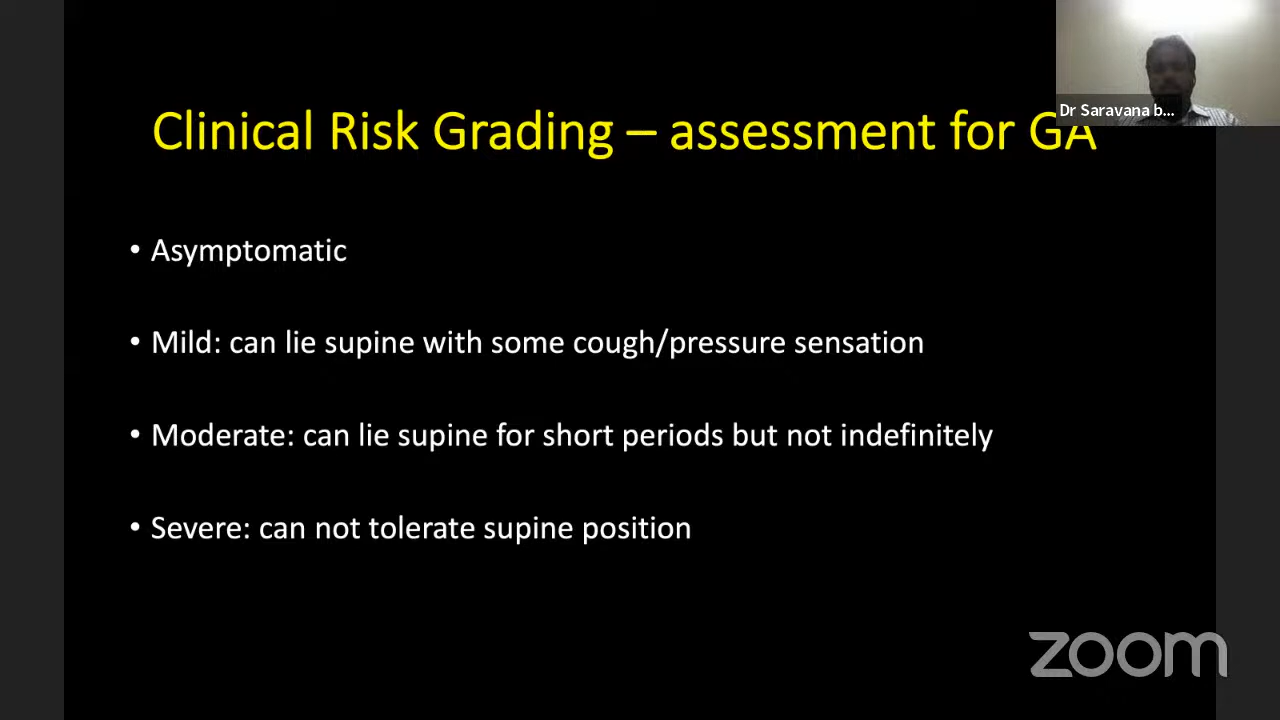 Dr Saravana b...
Clinical Risk Grading – assessment for GA
• Asymptomatic
• Mild: can lie supine with some cough/pressure sensation
• Moderate: can lie supine for short periods but not indefinitely
• Severe: can not tolerate supine position
zoom